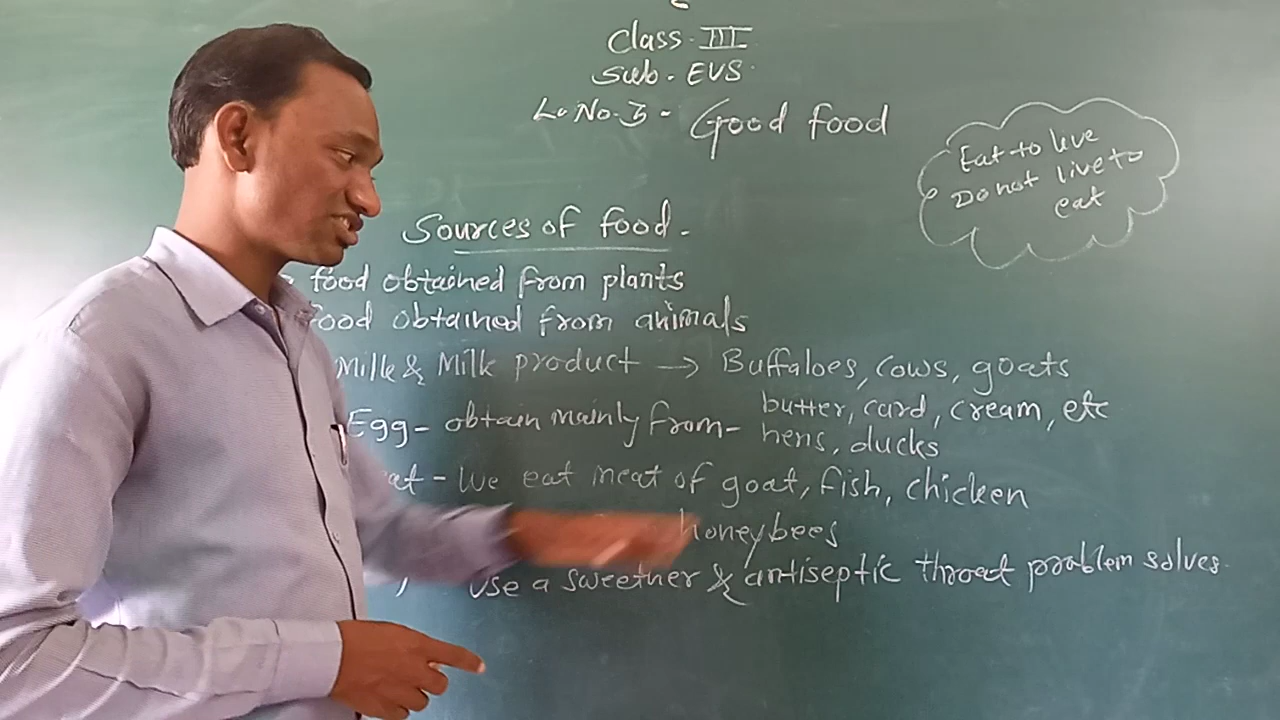 Class. III
Sub. EVS.
L. No. 5 - Good food
Eat to live
Do not live to
eat
Sources of food.
food obtained from plants
food obtained from animals
Milk & Milk product → Buffaloes, cows, goats
butter, curd, cream, etc
Egg - obtain mainly from - hens, ducks
- We eat meat of goat, fish, chicken
honeybees
use a sweetner & antiseptic throat problem solves.